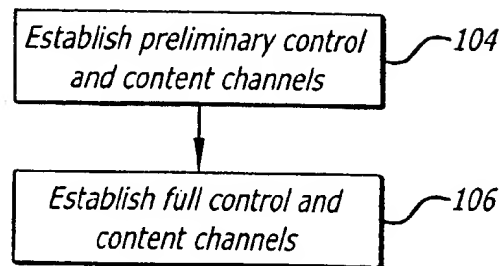 Establish preliminary control
and content channels
104
Establish full control and
content channels
106